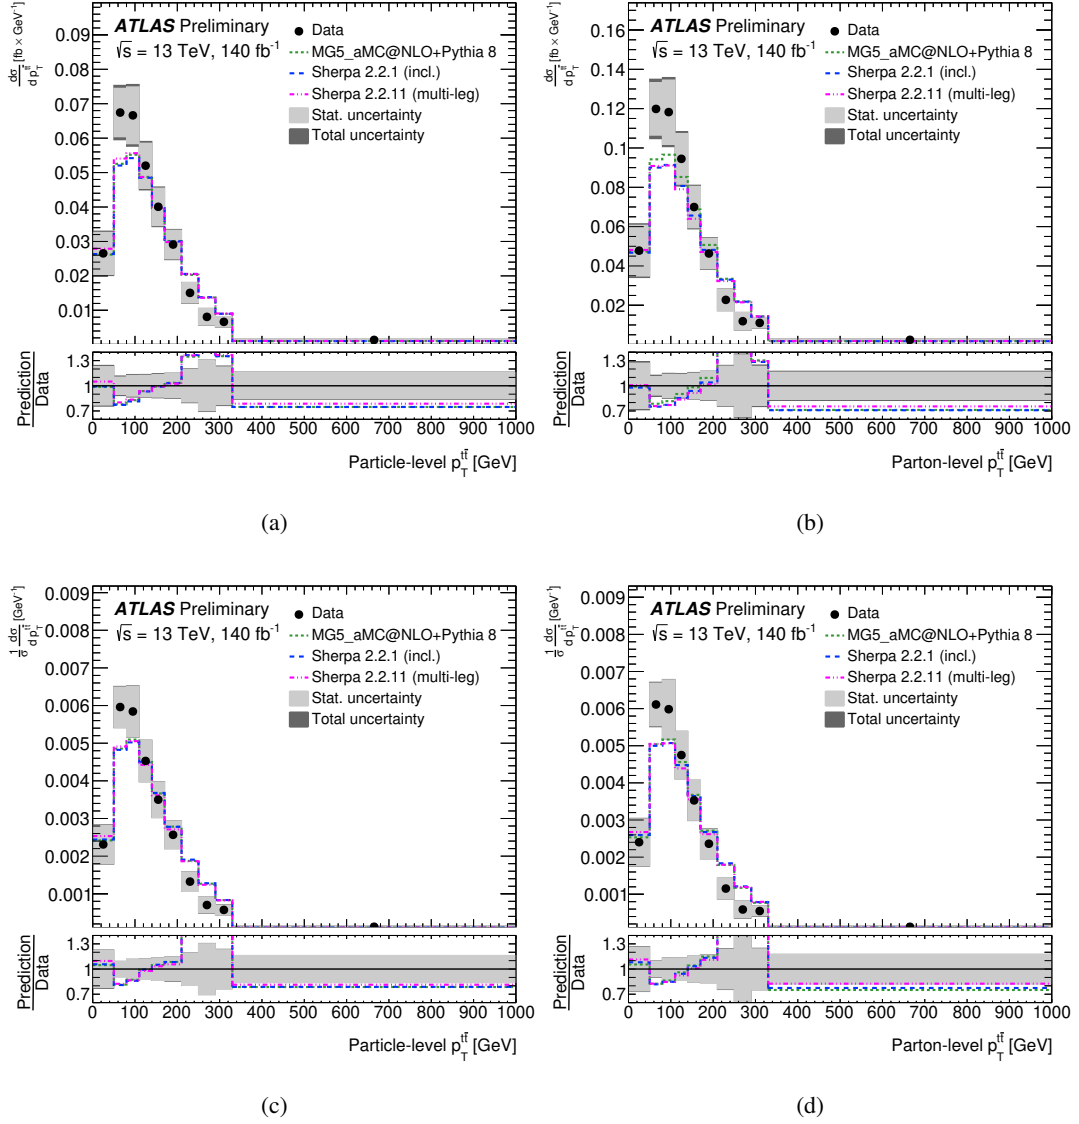 ATLAS Preliminary
√s = 13 TeV, 140 fb⁻¹
Data
MG5_aMC@NLO+Pythia 8
Sherpa 2.2.1 (incl.)
Sherpa 2.2.11 (multi-leg)
Stat. uncertainty
Total uncertainty
dσ/d p_T^{tt̄} [fb × GeV⁻¹]
0.09
0.08
0.07
0.06
0.05
0.04
0.03
0.02
0.01
Prediction
Data
1.3
1
0.7
0 100 200 300 400 500 600 700 800 900 1000
Particle-level p_T^{tt̄} [GeV]
(a)
ATLAS Preliminary
√s = 13 TeV, 140 fb⁻¹
Data
MG5_aMC@NLO+Pythia 8
Sherpa 2.2.1 (incl.)
Sherpa 2.2.11 (multi-leg)
Stat. uncertainty
Total uncertainty
dσ/d p_T^{tt̄} [fb × GeV⁻¹]
0.16
0.14
0.12
0.1
0.08
0.06
0.04
0.02
Prediction
Data
1.3
1
0.7
0 100 200 300 400 500 600 700 800 900 1000
Parton-level p_T^{tt̄} [GeV]
(b)
ATLAS Preliminary
√s = 13 TeV, 140 fb⁻¹
Data
MG5_aMC@NLO+Pythia 8
Sherpa 2.2.1 (incl.)
Sherpa 2.2.11 (multi-leg)
Stat. uncertainty
Total uncertainty
1/σ dσ/d p_T^{tt̄} [GeV⁻¹]
0.009
0.008
0.007
0.006
0.005
0.004
0.003
0.002
0.001
Prediction
Data
1.3
1
0.7
0 100 200 300 400 500 600 700 800 900 1000
Particle-level p_T^{tt̄} [GeV]
(c)
ATLAS Preliminary
√s = 13 TeV, 140 fb⁻¹
Data
MG5_aMC@NLO+Pythia 8
Sherpa 2.2.1 (incl.)
Sherpa 2.2.11 (multi-leg)
Stat. uncertainty
Total uncertainty
1/σ dσ/d p_T^{tt̄} [GeV⁻¹]
0.009
0.008
0.007
0.006
0.005
0.004
0.003
0.002
0.001
Prediction
Data
1.3
1
0.7
0 100 200 300 400 500 600 700 800 900 1000
Parton-level p_T^{tt̄} [GeV]
(d)